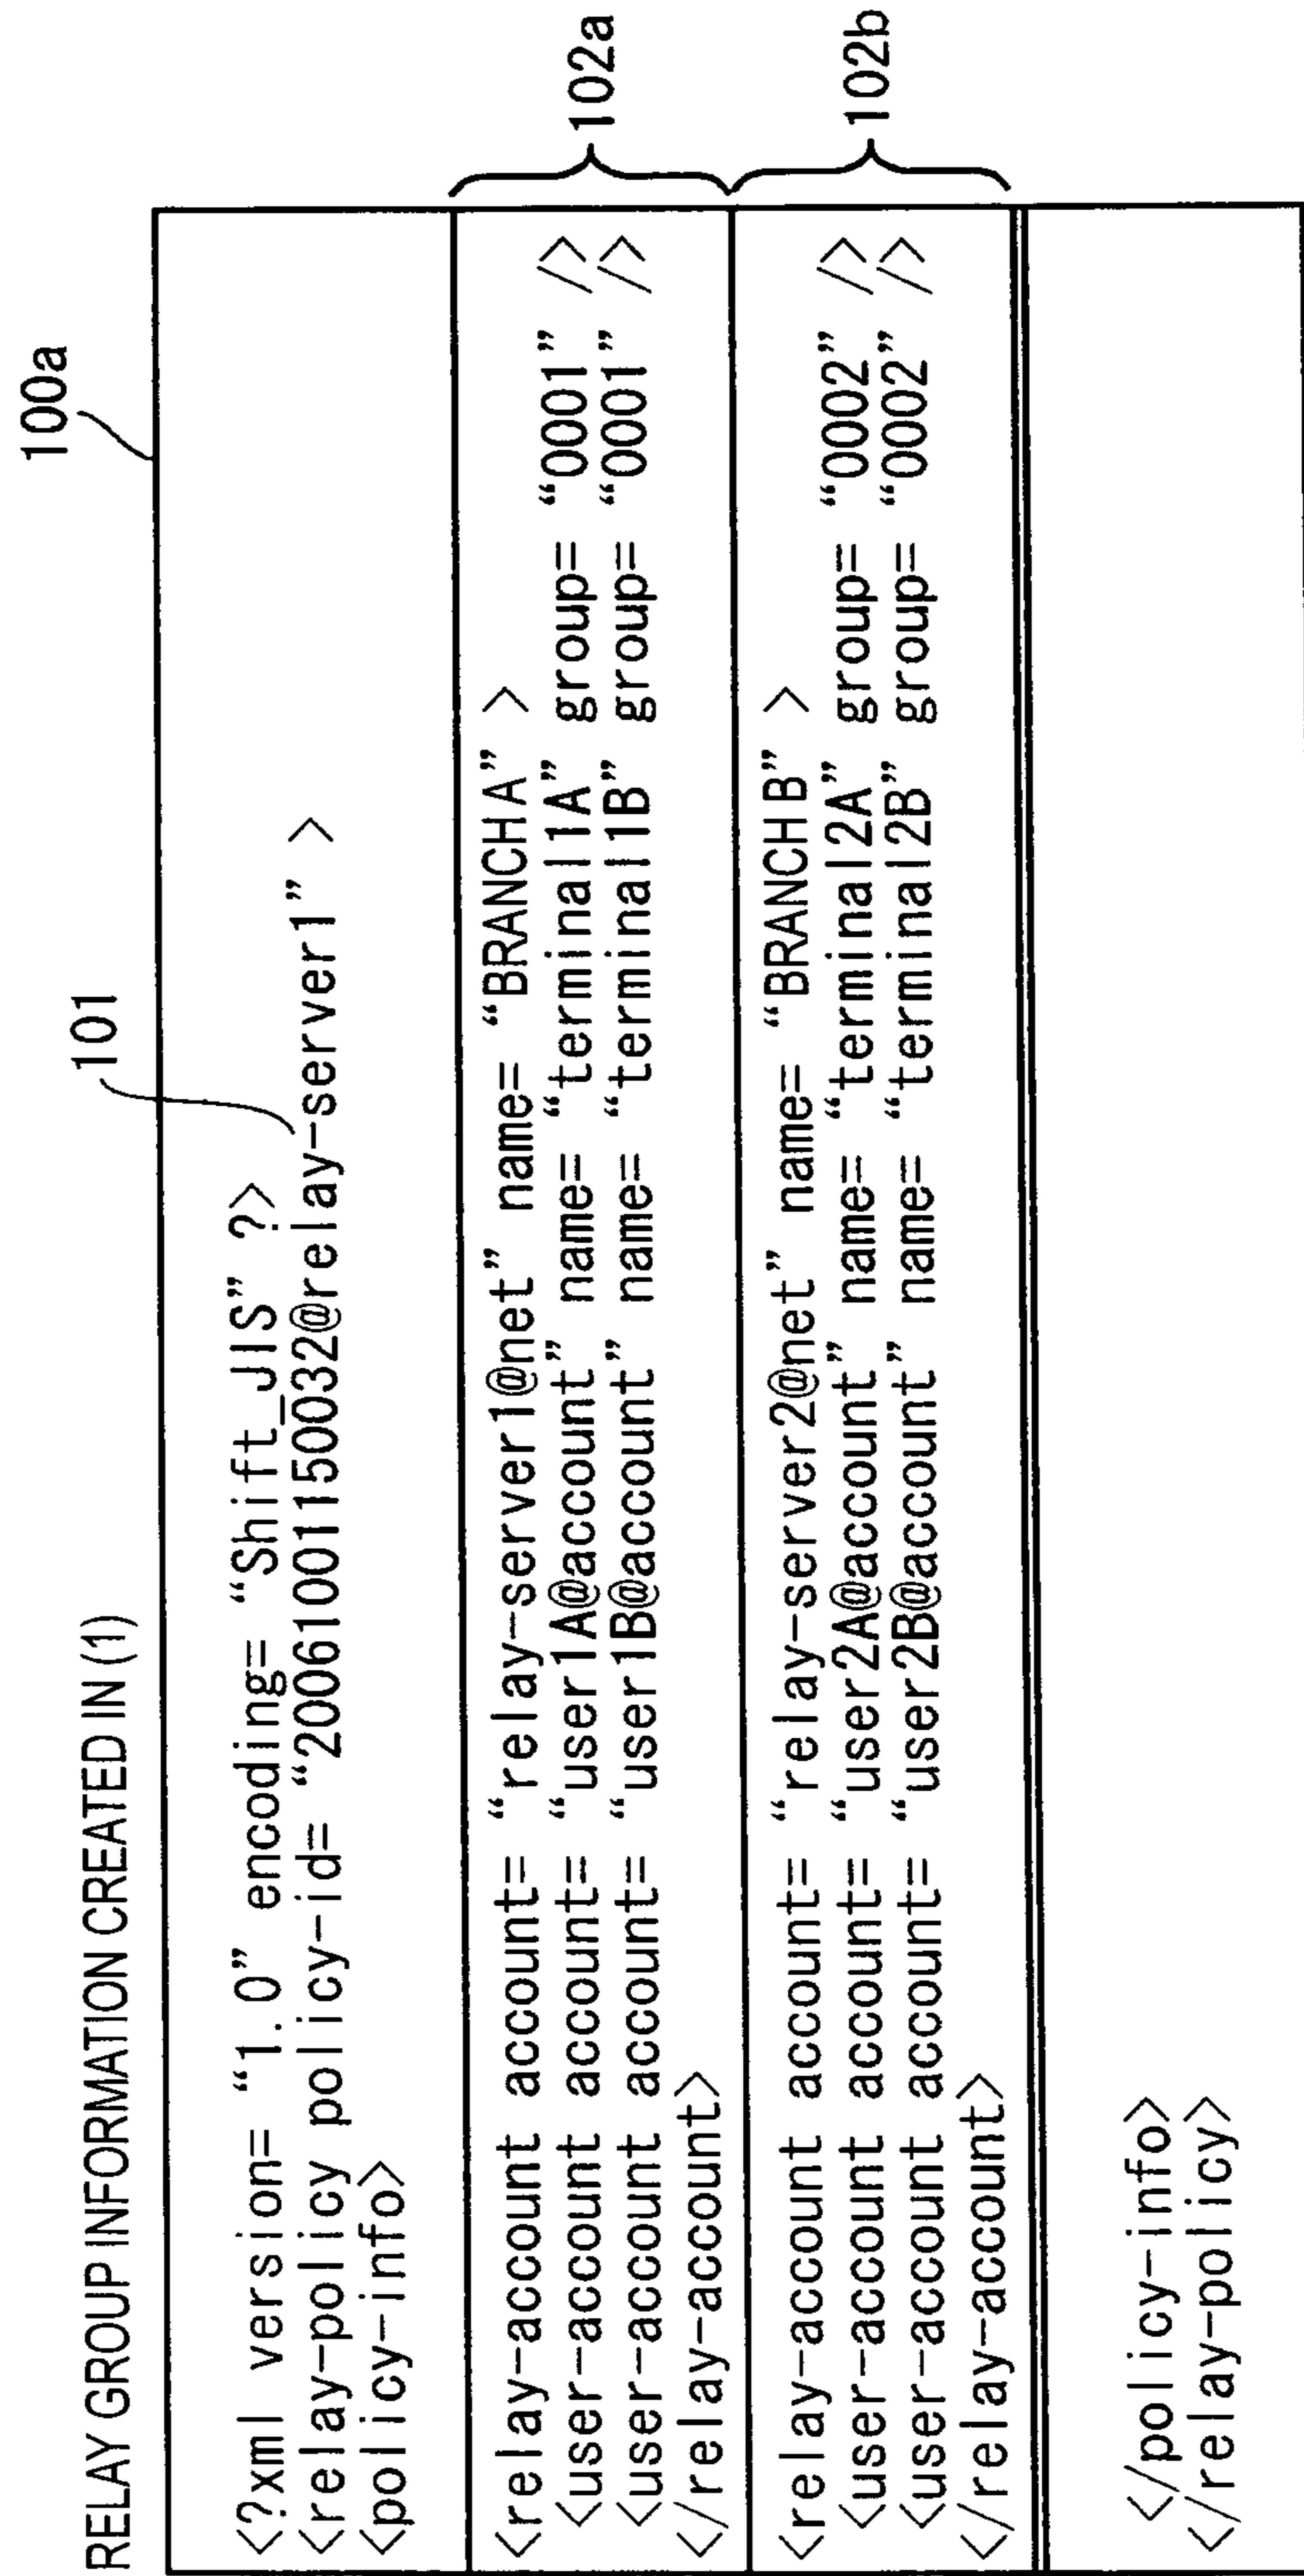 RELAY GROUP INFORMATION CREATED IN (1)
100a
101
<?xml version= “1.0” encoding= “Shift_JIS” ?>
<relay-policy policy-id= “20061001150032@relay-server1” >
<policy-info>
102a
<relay-account account= “relay-server1@net” name= “BRANCH A” >
<user-account account= “user1A@account” name= “terminal1A” group= “0001” />
<user-account account= “user1B@account” name= “terminal1B” group= “0001” />
</relay-account>
102b
<relay-account account= “relay-server2@net” name= “BRANCH B” >
<user-account account= “user2A@account” name= “terminal2A” group= “0002” />
<user-account account= “user2B@account” name= “terminal2B” group= “0002” />
</relay-account>
</policy-info>
</relay-policy>